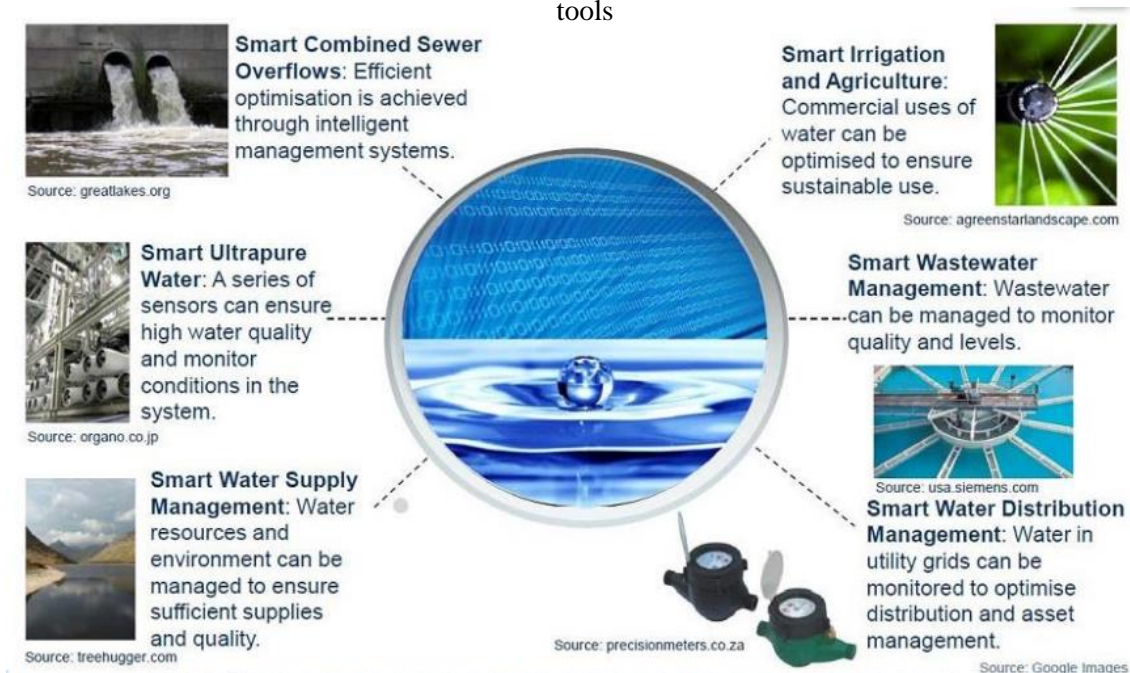 tools
Smart Combined Sewer
Overflows: Efficient
optimisation is achieved
through intelligent
management systems.
Source: greatlakes.org
Smart Irrigation
and Agriculture:
Commercial uses of
water can be
optimised to ensure
sustainable use.
Source: agreenstarlandscape.com
Smart Ultrapure
Water: A series of
sensors can ensure
high water quality
and monitor
conditions in the
system.
Source: organo.co.jp
Smart Wastewater
Management: Wastewater
can be managed to monitor
quality and levels.
Source: usa.siemens.com
Smart Water Supply
Management: Water
resources and
environment can be
managed to ensure
sufficient supplies
and quality.
Source: treehugger.com
Smart Water Distribution
Management: Water in
utility grids can be
monitored to optimise
distribution and asset
management.
Source: precisionmeters.co.za
Source: Google Images